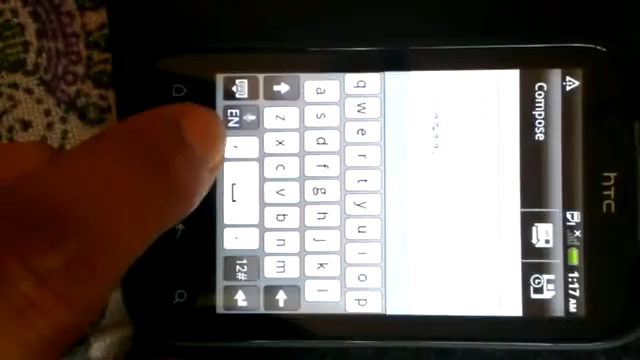 hTC
1:17 AM
Compose
q w e r t y u i o p
a s d f g h j k l
z x c v b n m
EN , . 12#